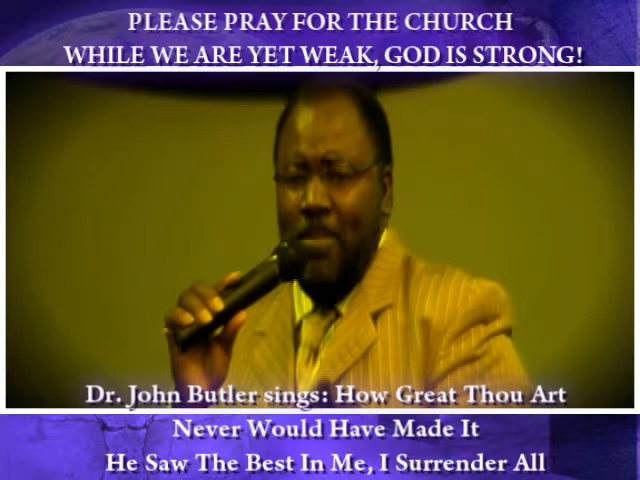 PLEASE PRAY FOR THE CHURCH
WHILE WE ARE YET WEAK, GOD IS STRONG!
Dr. John Butler sings: How Great Thou Art
Never Would Have Made It
He Saw The Best In Me, I Surrender All